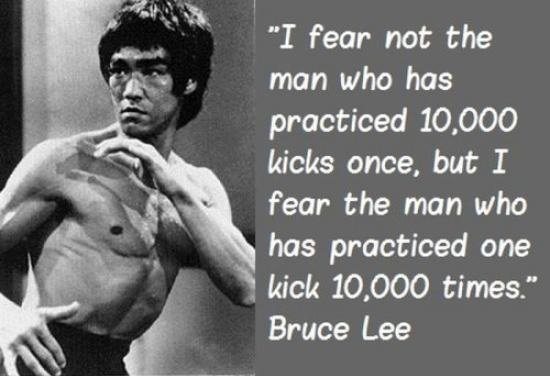 "I fear not the
man who has
practiced 10,000
kicks once, but I
fear the man who
has practiced one
kick 10,000 times."
Bruce Lee